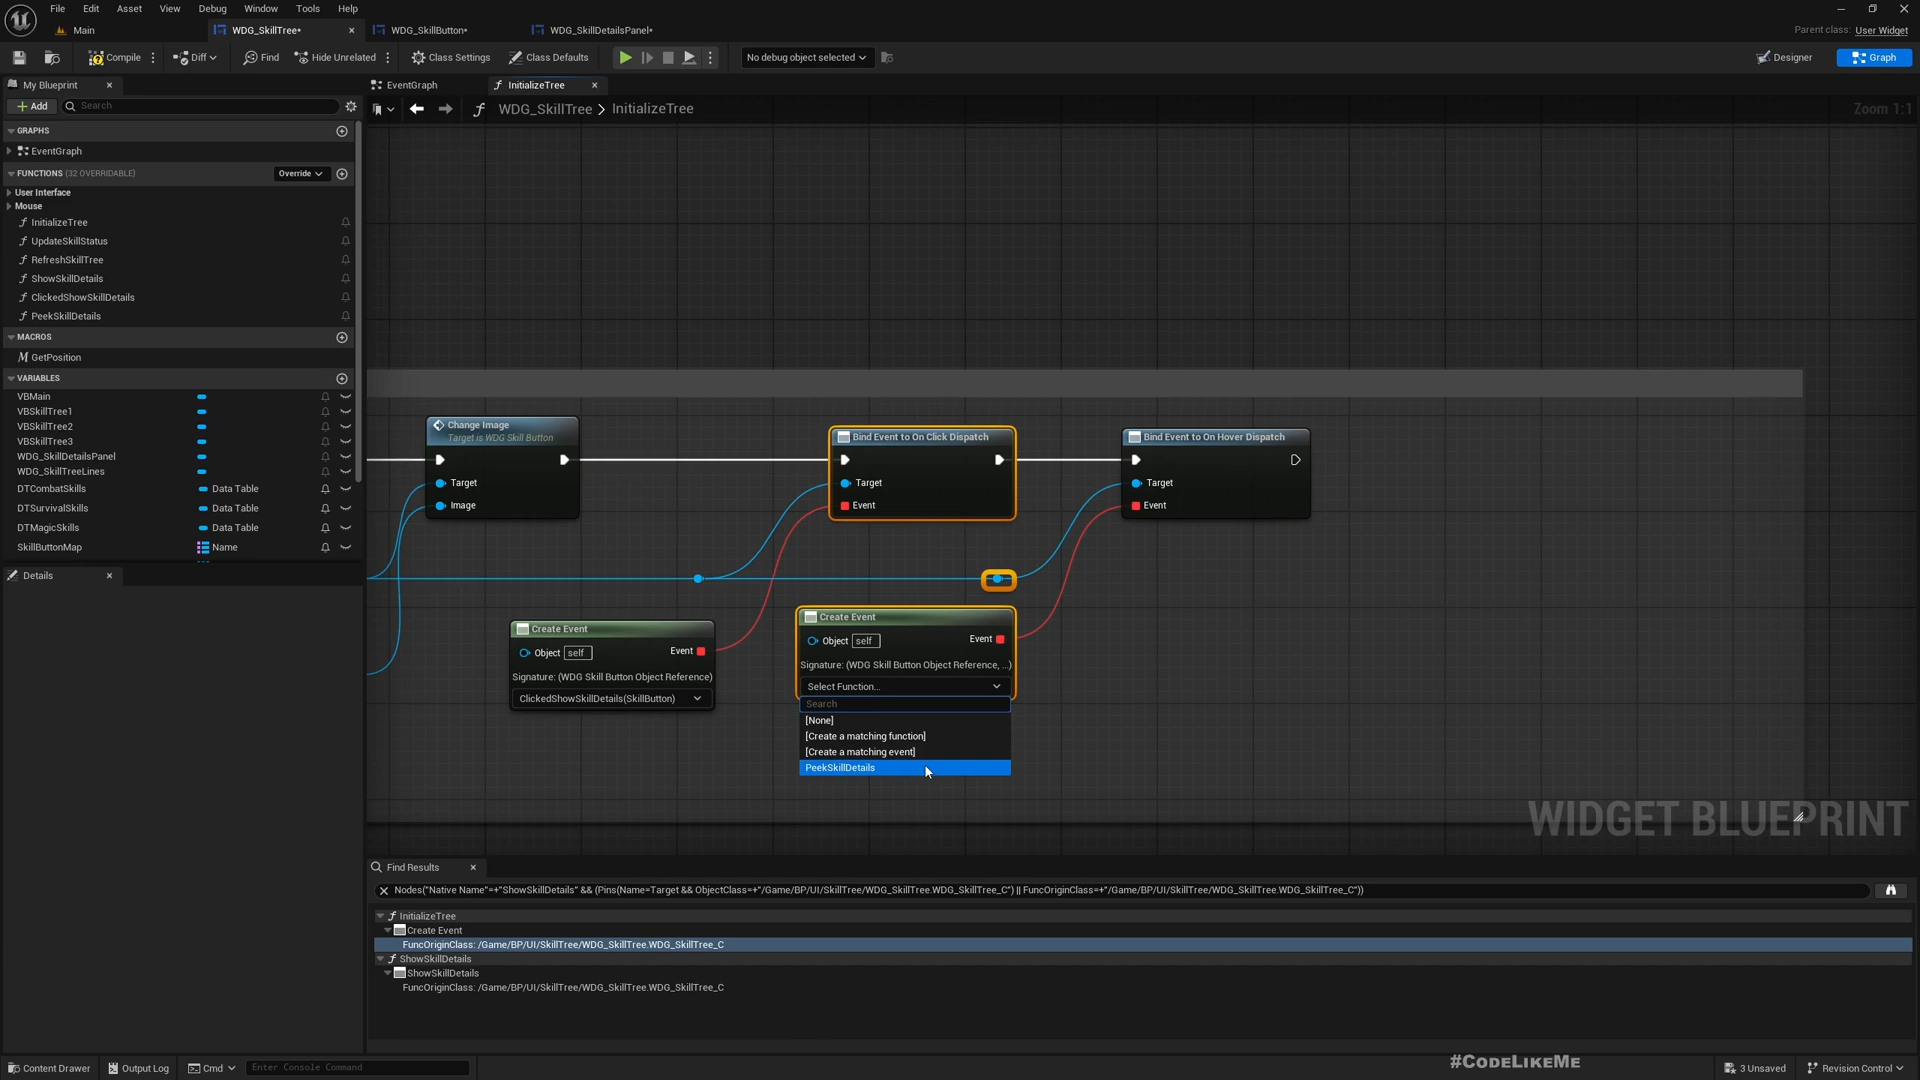 File Edit Asset View Debug Window Tools Help
Main
WDG_SkillTree*
WDG_SkillButton*
WDG_SkillDetailsPanel*
Parent class: User Widget
Compile
Diff
Find
Hide Unrelated
Class Settings
Class Defaults
No debug object selected
Designer
Graph
My Blueprint
EventGraph
InitializeTree
Add
Search
WDG_SkillTree > InitializeTree
Zoom 1:1
GRAPHS
EventGraph
FUNCTIONS (32 OVERRIDABLE)
Override
User Interface
Mouse
InitializeTree
UpdateSkillStatus
RefreshSkillTree
ShowSkillDetails
ClickedShowSkillDetails
PeekSkillDetails
MACROS
GetPosition
VARIABLES
VBMain
VBSkillTree1
VBSkillTree2
VBSkillTree3
WDG_SkillDetailsPanel
WDG_SkillTreeLines
DTCombatSkills Data Table
DTSurvivalSkills Data Table
DTMagicSkills Data Table
SkillButtonMap Name
Details
Change Image
Target is WDG Skill Button
Target
Image
Bind Event to On Click Dispatch
Target
Event
Bind Event to On Hover Dispatch
Target
Event
Create Event
Object self Event
Signature: (WDG Skill Button Object Reference)
ClickedShowSkillDetails(SkillButton)
Create Event
Object self Event
Signature: (WDG Skill Button Object Reference, ...)
Select Function...
Search
[None]
[Create a matching function]
[Create a matching event]
PeekSkillDetails
WIDGET BLUEPRINT
Find Results
Nodes("Native Name"=+"ShowSkillDetails" && (Pins(Name=Target && ObjectClass=+"/Game/BP/UI/SkillTree/WDG_SkillTree.WDG_SkillTree_C") || FuncOriginClass=+"/Game/BP/UI/SkillTree/WDG_SkillTree.WDG_SkillTree_C"))
InitializeTree
Create Event
FuncOriginClass: /Game/BP/UI/SkillTree/WDG_SkillTree.WDG_SkillTree_C
ShowSkillDetails
ShowSkillDetails
FuncOriginClass: /Game/BP/UI/SkillTree/WDG_SkillTree.WDG_SkillTree_C
Content Drawer
Output Log
Cmd
Enter Console Command
#CodeLikeMe
3 Unsaved
Revision Control